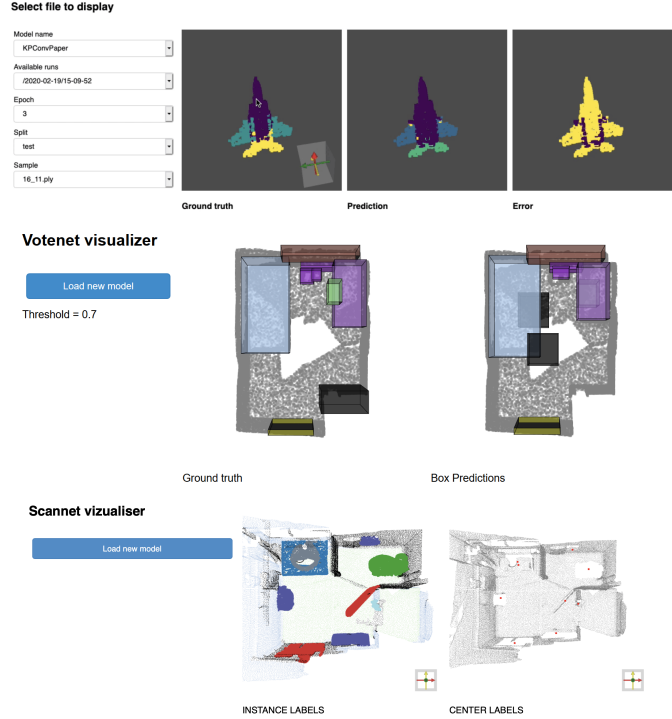 Select file to display
Model name
KPConvPaper
Available runs
/2020-02-19/15-09-52
Epoch
3
Split
test
Sample
16_11.ply
Ground truth
Prediction
Error
Votenet visualizer
Load new model
Threshold = 0.7
Ground truth
Box Predictions
Scannet vizualiser
Load new model
INSTANCE LABELS
CENTER LABELS